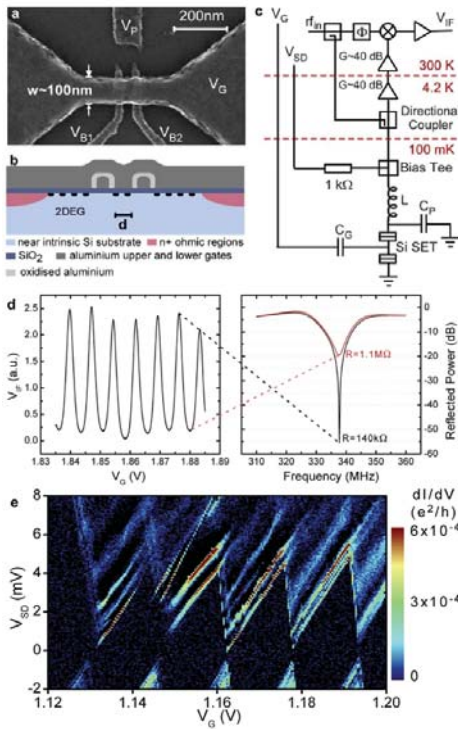 a
V_P
200nm
w~100nm
V_G
V_B1
V_B2
b
2DEG
d
near intrinsic Si substrate
n+ ohmic regions
SiO₂
aluminium upper and lower gates
oxidised aluminium
c
V_G
rf_in
Φ
V_IF
V_SD
G~40 dB
300 K
G~40 dB
4.2 K
Directional
Coupler
100 mK
Bias Tee
1 kΩ
L
C_P
C_G
Si SET
d
V_IF (a.u.)
2.5
2.0
1.5
1.0
0.5
0.0
1.83 1.84 1.85 1.86 1.87 1.88 1.89
V_G (V)
R=1.1MΩ
R=140kΩ
0
-10
-20
-30
-40
-50
-60
Reflected Power (dB)
310 320 330 340 350 360
Frequency (MHz)
e
V_SD (mV)
8
6
4
2
0
-2
1.12 1.14 1.16 1.18 1.20
V_G (V)
dI/dV
(e²/h)
6x10⁻⁴
3x10⁻⁴
0